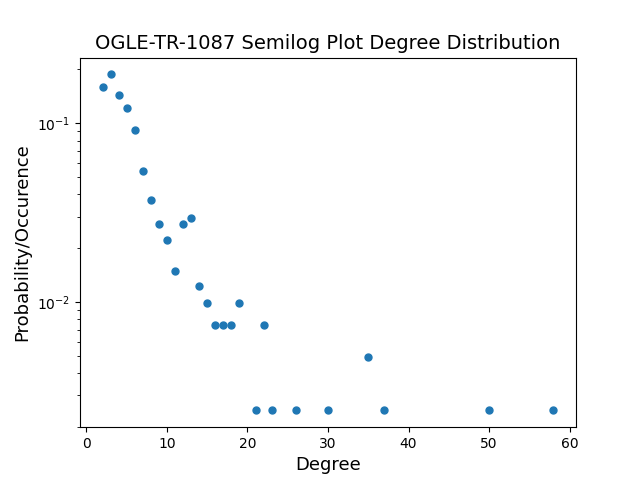 OGLE-TR-1087 Semilog Plot Degree Distribution
Probability/Occurence
10⁻¹
10⁻²
0 10 20 30 40 50 60
Degree